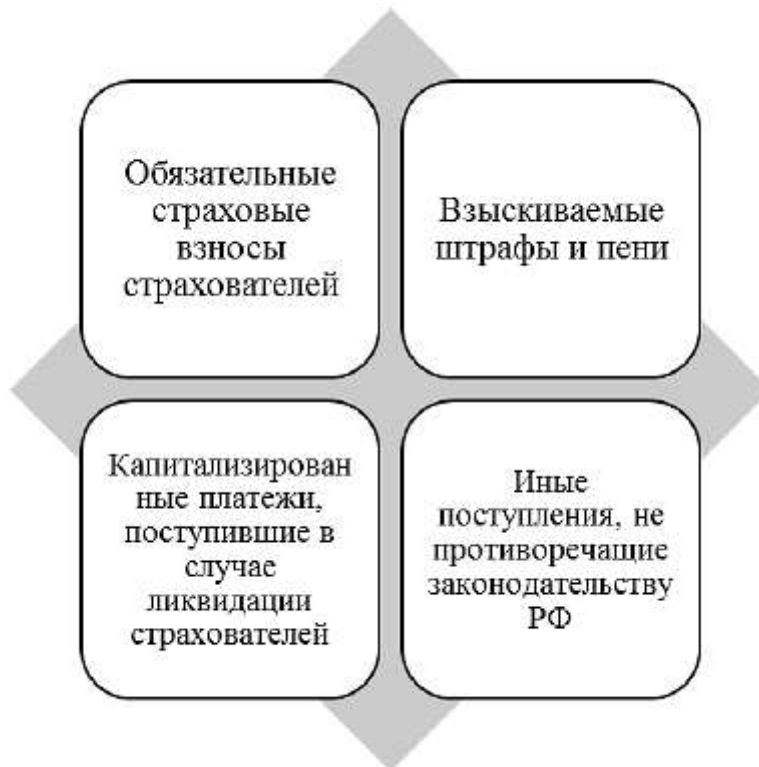 Обязательные
страховые
взносы
страхователей
Взыскиваемые
штрафы и пени
Капитализирован
ные платежи,
поступившие в
случае
ликвидации
страхователей
Иные
поступления, не
противоречащие
законодательству
РФ